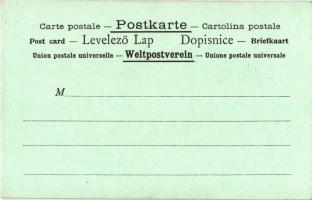 Carte postale — Postkarte — Cartolina postale
Post card — Levelező Lap Dopisnice — Briefkaart
Union postale universelle — Weltpostverein — Unione postale universale
M